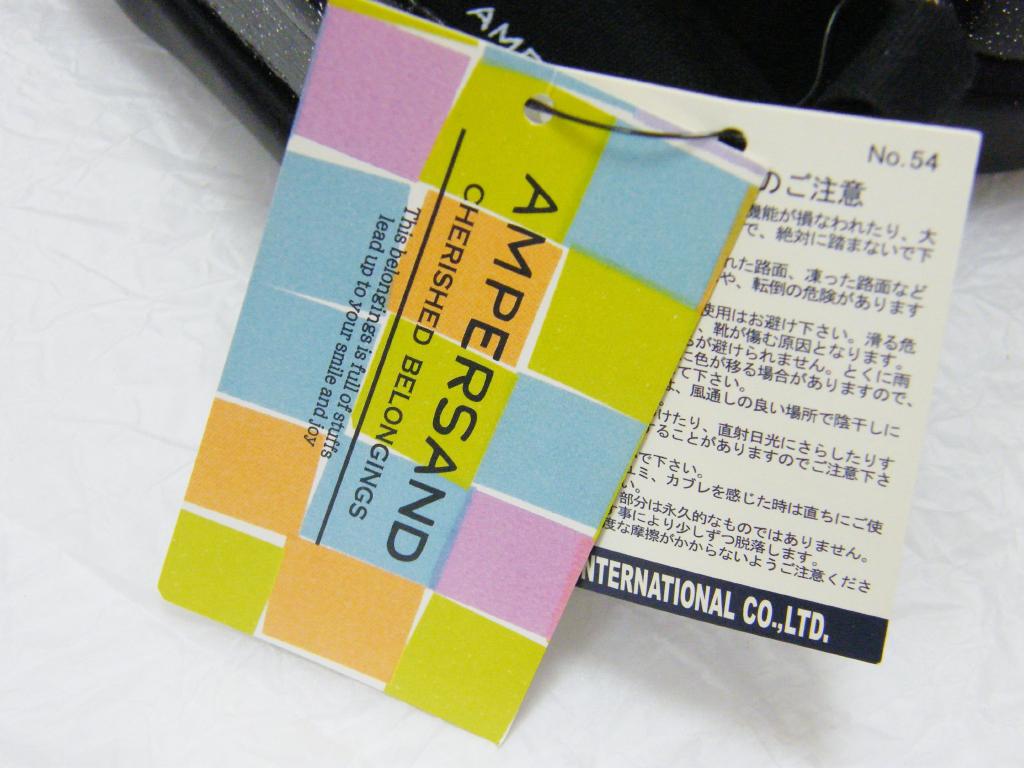 AMPERSAND
CHERISHED BELONGINGS
This belongings is full of stuffs
lead up to your smile and joy
No.54
のご注意
機能が損なわれたり、大
で、絶対に踏まないで下
れた路面、凍った路面など
や、転倒の危険があります
使用はお避け下さい。滑る危
、靴が傷む原因となります。
が避けられません。とくに雨
に色が移る場合がありますので、
て下さい。
、風通しの良い場所で陰干しに
けたり、直射日光にさらしたりす
することがありますのでご注意下さ
で下さい。
ユミ、カブレを感じた時は直ちにご使
い。
部分は永久的なものではありません。
す事により少しずつ脱落します。
度な摩擦がかからないようご注意くださ
INTERNATIONAL CO.,LTD.